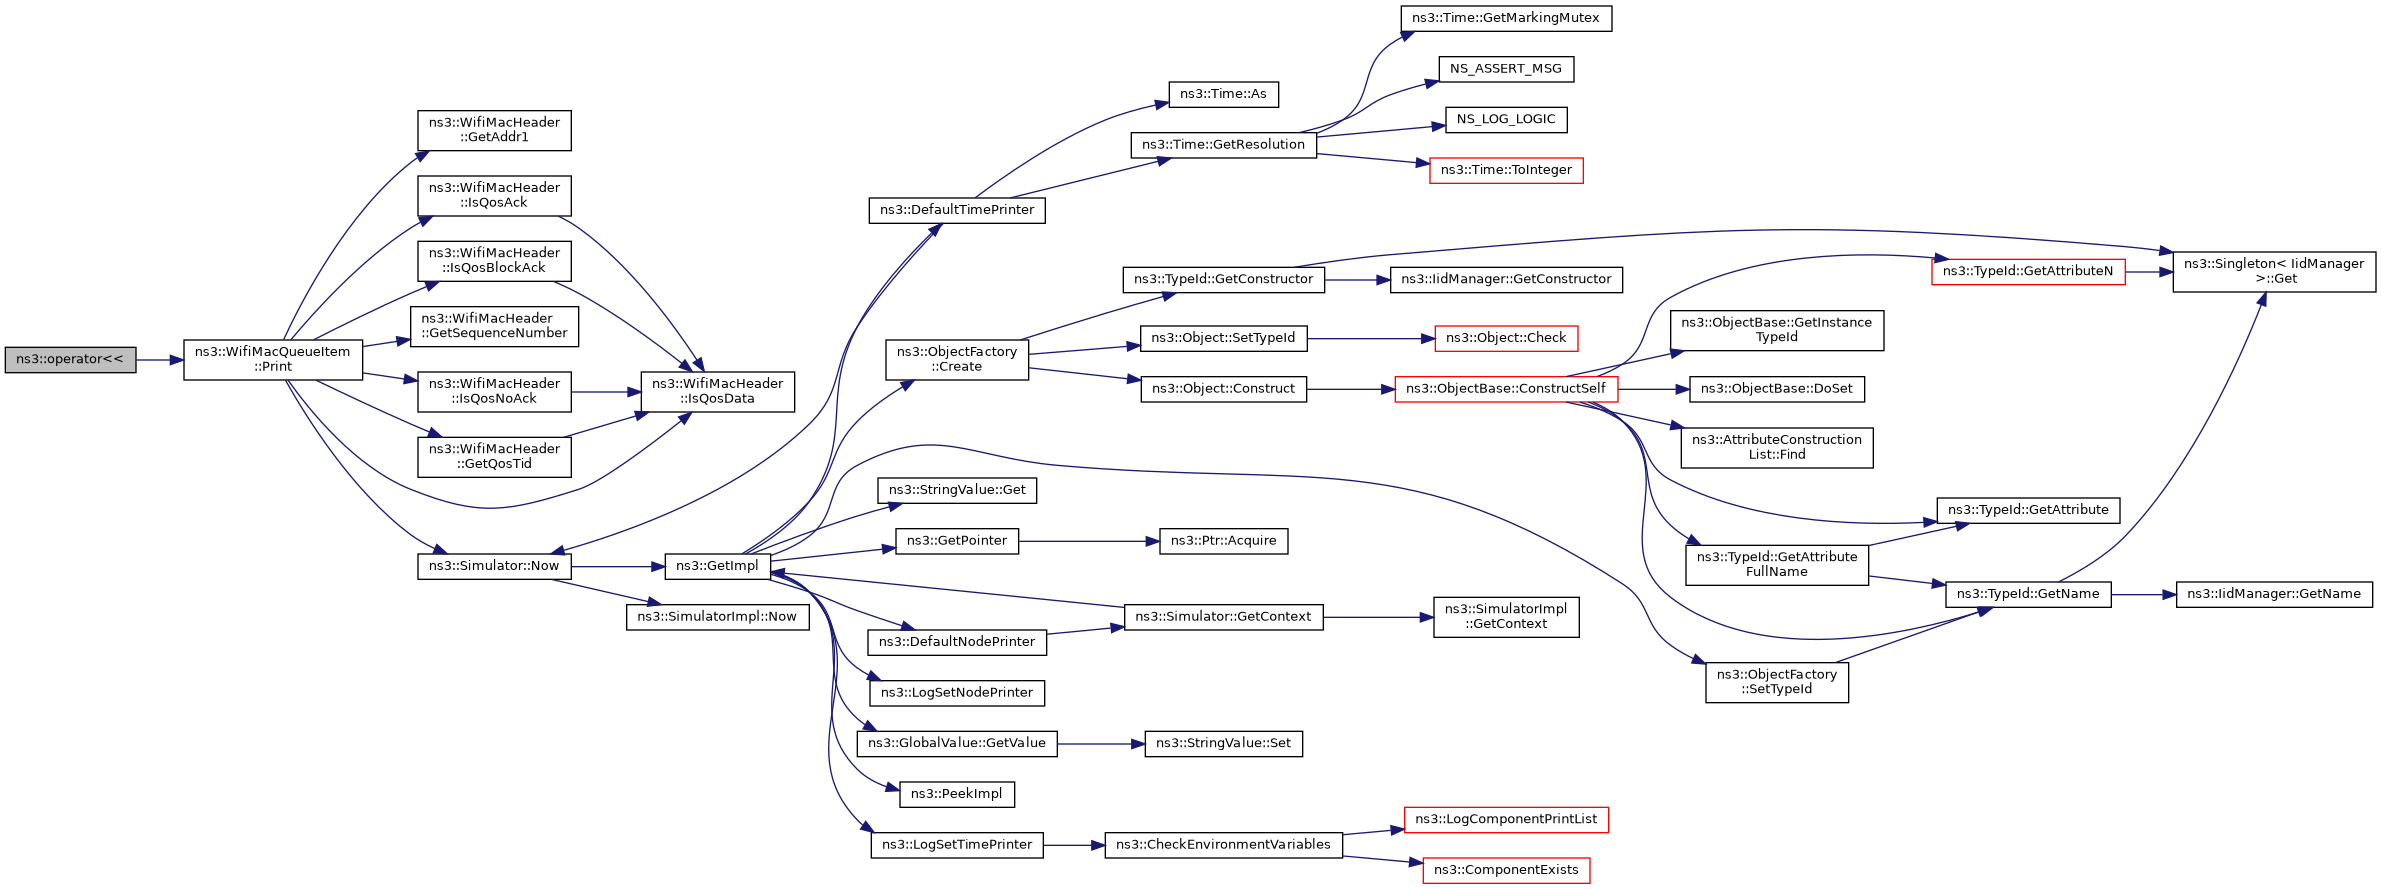 ns3::operator<<
ns3::WifiMacQueueItem
::Print
ns3::WifiMacHeader
::GetAddr1
ns3::WifiMacHeader
::IsQosAck
ns3::WifiMacHeader
::IsQosBlockAck
ns3::WifiMacHeader
::GetSequenceNumber
ns3::WifiMacHeader
::IsQosNoAck
ns3::WifiMacHeader
::GetQosTid
ns3::Simulator::Now
ns3::WifiMacHeader
::IsQosData
ns3::GetImpl
ns3::SimulatorImpl::Now
ns3::DefaultTimePrinter
ns3::ObjectFactory
::Create
ns3::StringValue::Get
ns3::GetPointer
ns3::DefaultNodePrinter
ns3::LogSetNodePrinter
ns3::GlobalValue::GetValue
ns3::PeekImpl
ns3::LogSetTimePrinter
ns3::Time::As
ns3::Time::GetResolution
ns3::TypeId::GetConstructor
ns3::Object::SetTypeId
ns3::Object::Construct
ns3::Ptr::Acquire
ns3::Simulator::GetContext
ns3::StringValue::Set
ns3::CheckEnvironmentVariables
ns3::Time::GetMarkingMutex
NS_ASSERT_MSG
NS_LOG_LOGIC
ns3::Time::ToInteger
ns3::IidManager::GetConstructor
ns3::Object::Check
ns3::ObjectBase::ConstructSelf
ns3::SimulatorImpl
::GetContext
ns3::LogComponentPrintList
ns3::ComponentExists
ns3::ObjectBase::GetInstance
TypeId
ns3::ObjectBase::DoSet
ns3::AttributeConstruction
List::Find
ns3::TypeId::GetAttribute
FullName
ns3::ObjectFactory
::SetTypeId
ns3::TypeId::GetAttributeN
ns3::TypeId::GetAttribute
ns3::TypeId::GetName
ns3::Singleton< IidManager
>::Get
ns3::IidManager::GetName